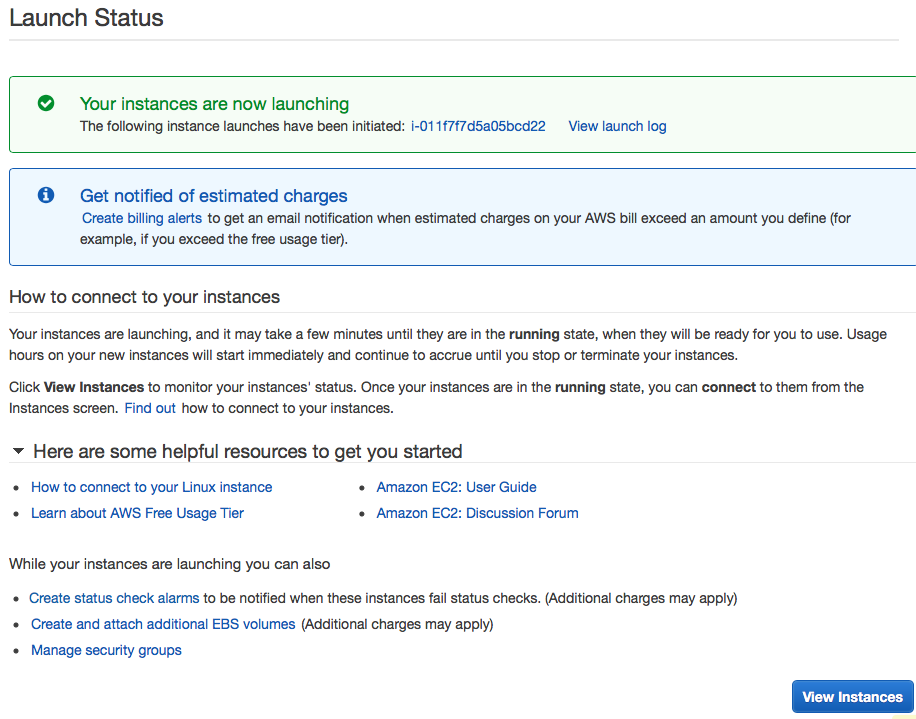 Launch Status
Your instances are now launching
The following instance launches have been initiated: i-011f7f7d5a05bcd22 View launch log
Get notified of estimated charges
Create billing alerts to get an email notification when estimated charges on your AWS bill exceed an amount you define (for
example, if you exceed the free usage tier).
How to connect to your instances
Your instances are launching, and it may take a few minutes until they are in the running state, when they will be ready for you to use. Usage
hours on your new instances will start immediately and continue to accrue until you stop or terminate your instances.
Click View Instances to monitor your instances' status. Once your instances are in the running state, you can connect to them from the
Instances screen. Find out how to connect to your instances.
Here are some helpful resources to get you started
How to connect to your Linux instance
Learn about AWS Free Usage Tier
Amazon EC2: User Guide
Amazon EC2: Discussion Forum
While your instances are launching you can also
Create status check alarms to be notified when these instances fail status checks. (Additional charges may apply)
Create and attach additional EBS volumes (Additional charges may apply)
Manage security groups
View Instances